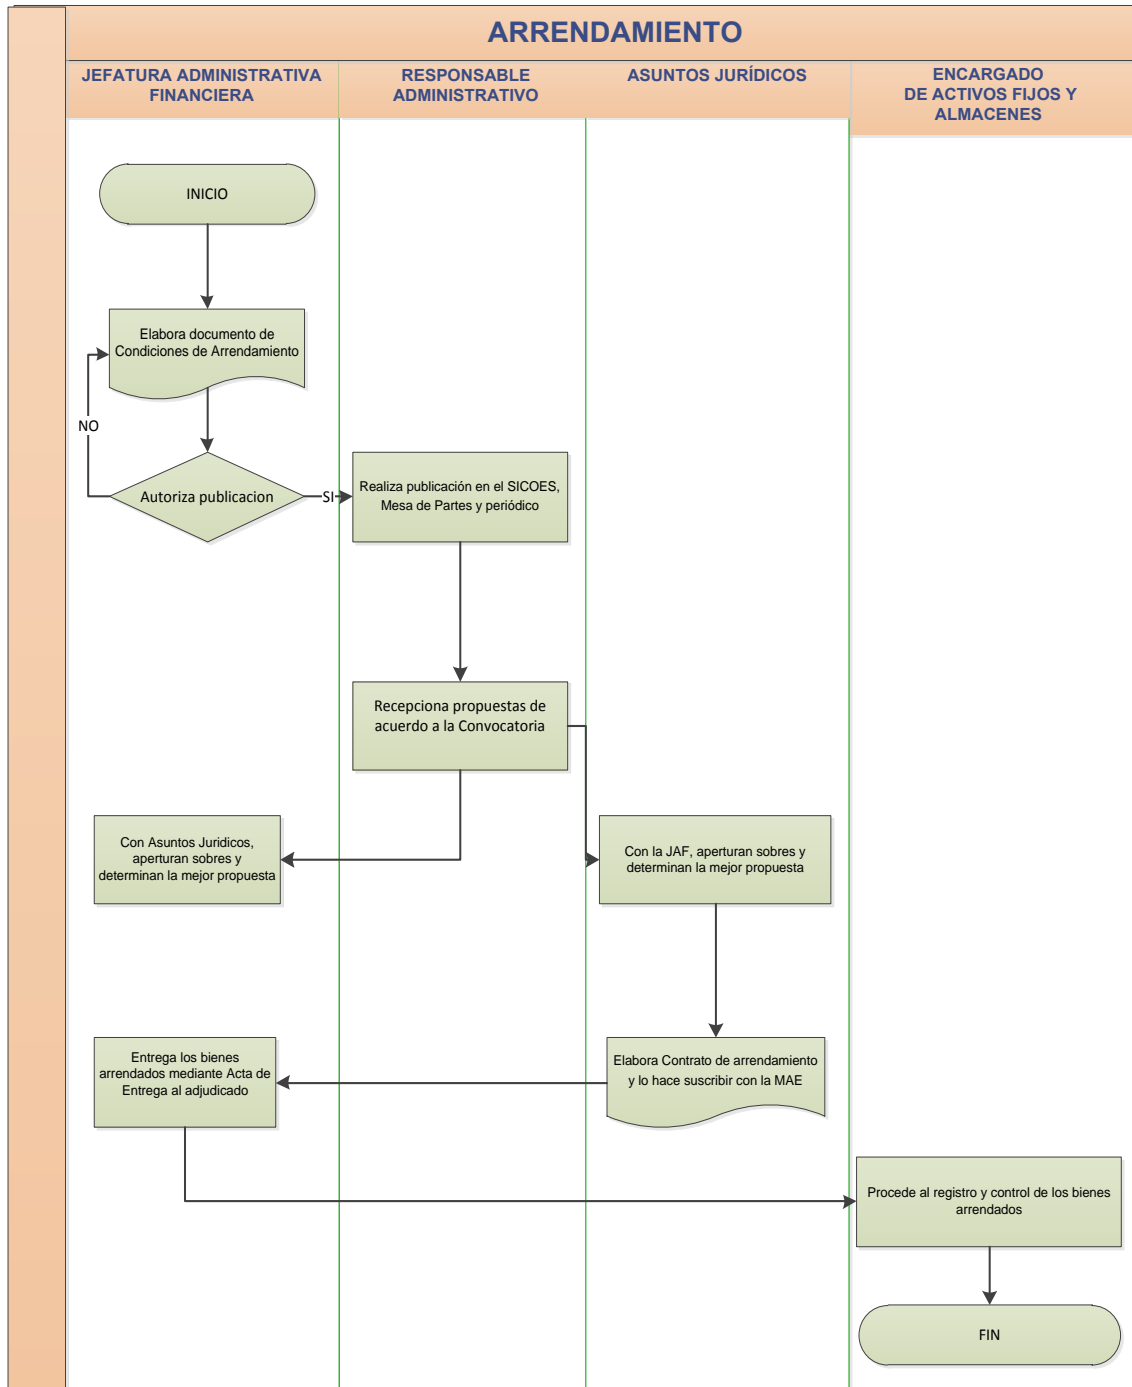 ARRENDAMIENTO
JEFATURA ADMINISTRATIVA
FINANCIERA
RESPONSABLE
ADMINISTRATIVO
ASUNTOS JURÍDICOS
ENCARGADO
DE ACTIVOS FIJOS Y
ALMACENES
INICIO
Elabora documento de
Condiciones de Arrendamiento
NO
Autoriza publicacion
SI
Realiza publicación en el SICOES,
Mesa de Partes y periódico
Recepciona propuestas de
acuerdo a la Convocatoria
Con Asuntos Juridicos,
aperturan sobres y
determinan la mejor propuesta
Con la JAF, aperturan sobres y
determinan la mejor propuesta
Entrega los bienes
arrendados mediante Acta de
Entrega al adjudicado
Elabora Contrato de arrendamiento
y lo hace suscribir con la MAE
Procede al registro y control de los bienes
arrendados
FIN